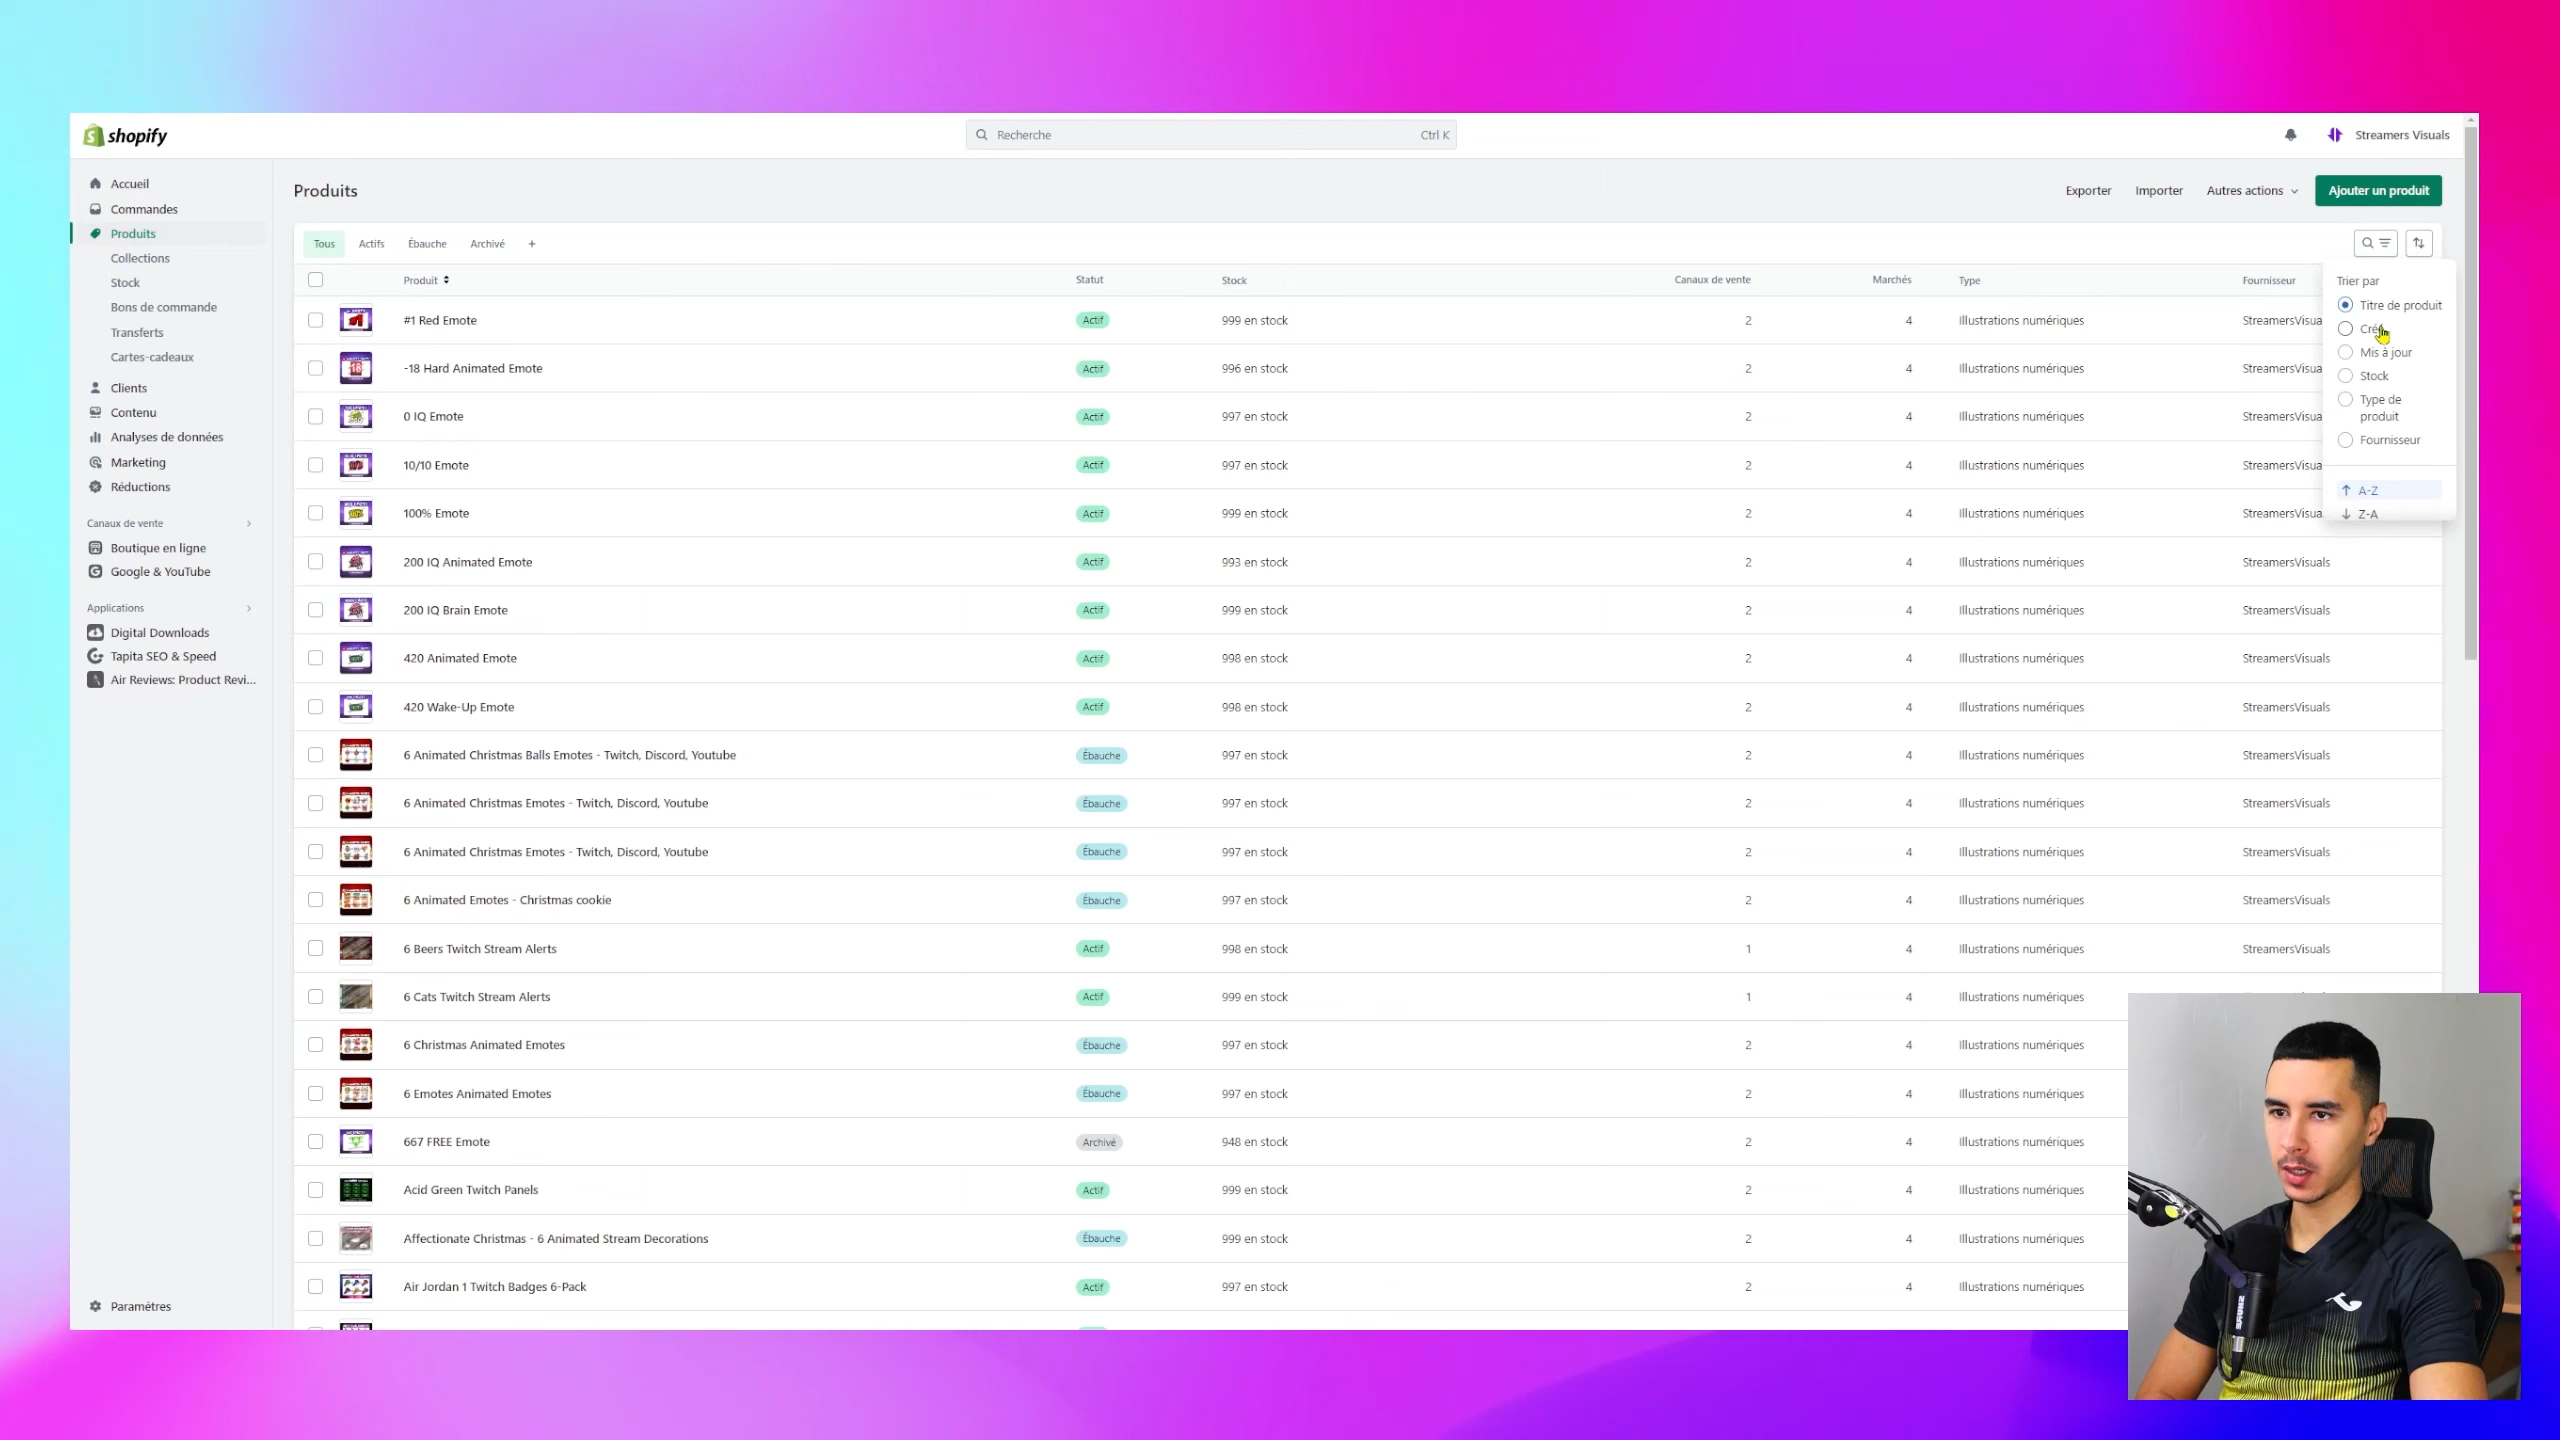 shopify
Recherche
Ctrl K
Streamers Visuals
Accueil
Commandes
Produits
Collections
Stock
Bons de commande
Transferts
Cartes-cadeaux
Clients
Contenu
Analyses de données
Marketing
Réductions
Canaux de vente
Boutique en ligne
Google & YouTube
Applications
Digital Downloads
Tapita SEO & Speed
Air Reviews: Product Revi...
Paramètres
Produits
Exporter
Importer
Autres actions
Ajouter un produit
Tous Actifs Ébauche Archivé +
Produit Statut Stock Canaux de vente Marchés Type Fournisseur
#1 Red Emote Actif 999 en stock 2 4 Illustrations numériques
-18 Hard Animated Emote Actif 996 en stock 2 4 Illustrations numériques
0 IQ Emote Actif 997 en stock 2 4 Illustrations numériques
10/10 Emote Actif 997 en stock 2 4 Illustrations numériques
100% Emote Actif 999 en stock 2 4 Illustrations numériques
200 IQ Animated Emote Actif 993 en stock 2 4 Illustrations numériques StreamersVisuals
200 IQ Brain Emote Actif 999 en stock 2 4 Illustrations numériques StreamersVisuals
420 Animated Emote Actif 998 en stock 2 4 Illustrations numériques StreamersVisuals
420 Wake-Up Emote Actif 998 en stock 2 4 Illustrations numériques StreamersVisuals
6 Animated Christmas Balls Emotes - Twitch, Discord, Youtube Ébauche 997 en stock 2 4 Illustrations numériques StreamersVisuals
6 Animated Christmas Emotes - Twitch, Discord, Youtube Ébauche 997 en stock 2 4 Illustrations numériques StreamersVisuals
6 Animated Christmas Emotes - Twitch, Discord, Youtube Ébauche 997 en stock 2 4 Illustrations numériques StreamersVisuals
6 Animated Emotes - Christmas cookie Ébauche 997 en stock 2 4 Illustrations numériques StreamersVisuals
6 Beers Twitch Stream Alerts Actif 998 en stock 1 4 Illustrations numériques StreamersVisuals
6 Cats Twitch Stream Alerts Actif 999 en stock 1 4 Illustrations numériques
6 Christmas Animated Emotes Ébauche 997 en stock 2 4 Illustrations numériques
6 Emotes Animated Emotes Ébauche 997 en stock 2 4 Illustrations numériques
667 FREE Emote Archivé 948 en stock 2 4 Illustrations numériques
Acid Green Twitch Panels Actif 999 en stock 2 4 Illustrations numériques
Affectionate Christmas - 6 Animated Stream Decorations Ébauche 999 en stock 2 4 Illustrations numériques
Air Jordan 1 Twitch Badges 6-Pack Actif 997 en stock 2 4 Illustrations numériques
Trier par
Titre de produit
Mis à jour
Stock
Type de
produit
Fournisseur
A-Z
Z-A